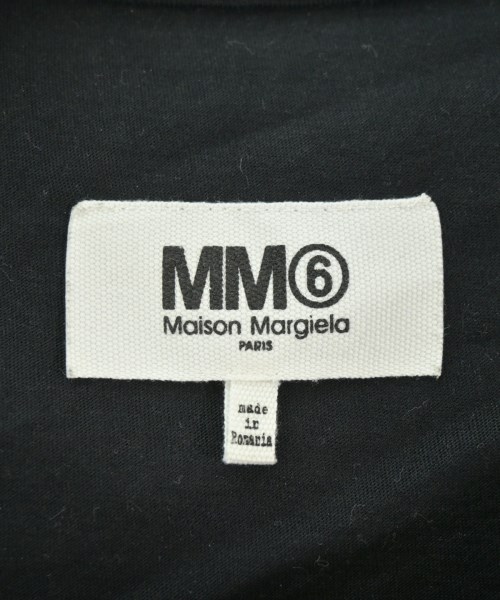 MM⑥
Maison Margiela
PARIS
made
in
Romania